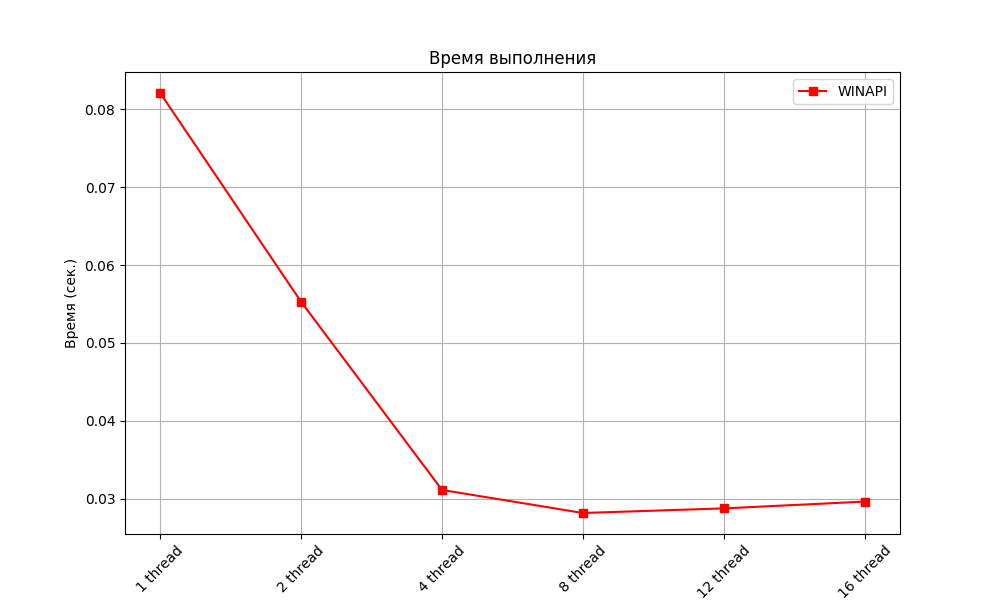 Время выполнения
WINAPI
Время (сек.)
0.08
0.07
0.06
0.05
0.04
0.03
1 thread
2 thread
4 thread
8 thread
12 thread
16 thread